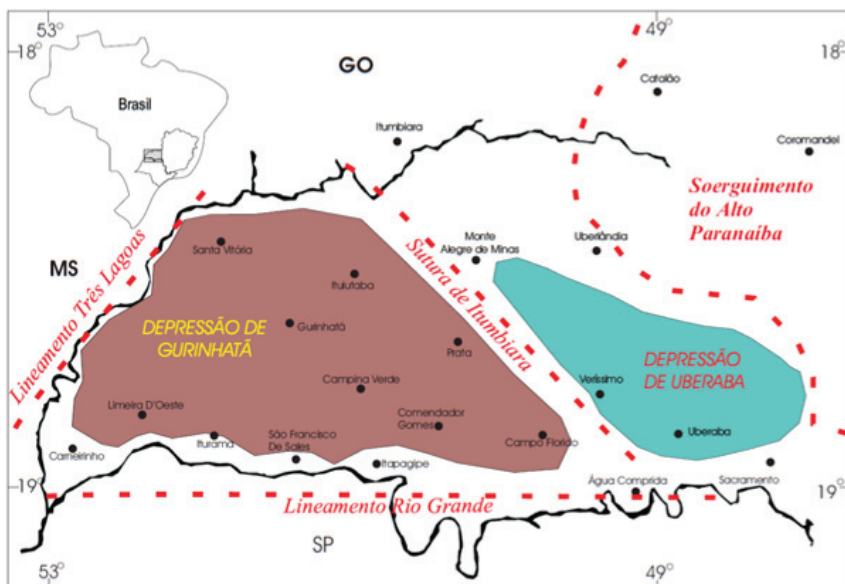 53°
49°
18°
18°
GO
Catalão
Brasil
Itumbiara
Coromandel
Soerguimento
do Alto
Paranaíba
Santa Vitória
Monte
Alegre de Minas
Uberlândia
MS
Lineamento Três Lagoas
Ituiutaba
Sutura de Itumbiara
DEPRESSÃO DE
GURINHATÃ
Gurinhatã
Prata
DEPRESSÃO
DE UBERABA
Veríssimo
Campina Verde
Limeira D'Oeste
Comendador
Gomes
Iturama
São Francisco
De Sales
Campo Florido
Uberaba
Carneirinho
Itapagipe
Água Comprida
Sacramento
19°
19°
Lineamento Rio Grande
SP
53°
49°